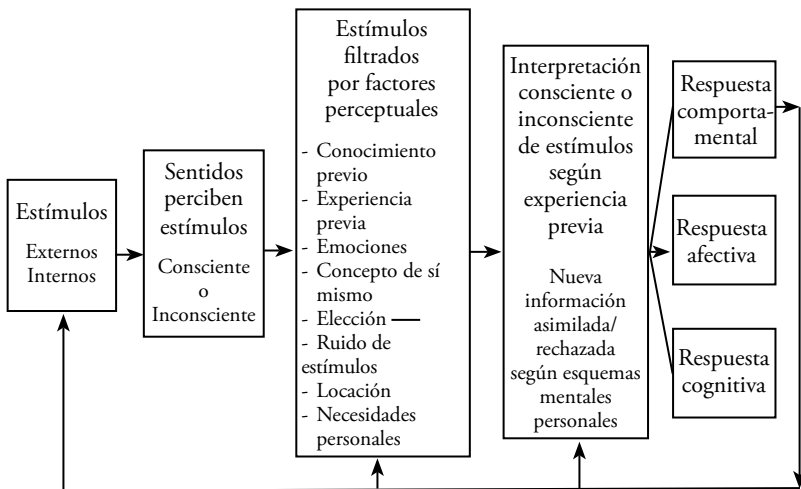 Estímulos
Externos
Internos
Sentidos
perciben
estímulos
Consciente
o
Inconsciente
Estímulos
filtrados
por factores
perceptuales
- Conocimiento
previo
- Experiencia
previa
- Emociones
- Concepto de sí
mismo
- Elección
- Ruido de
estímulos
- Locación
- Necesidades
personales
Interpretación
consciente o
inconsciente
de estímulos
según
experiencia
previa
Nueva
información
asimilada/
rechazada
según esquemas
mentales
personales
Respuesta
comporta-
mental
Respuesta
afectiva
Respuesta
cognitiva